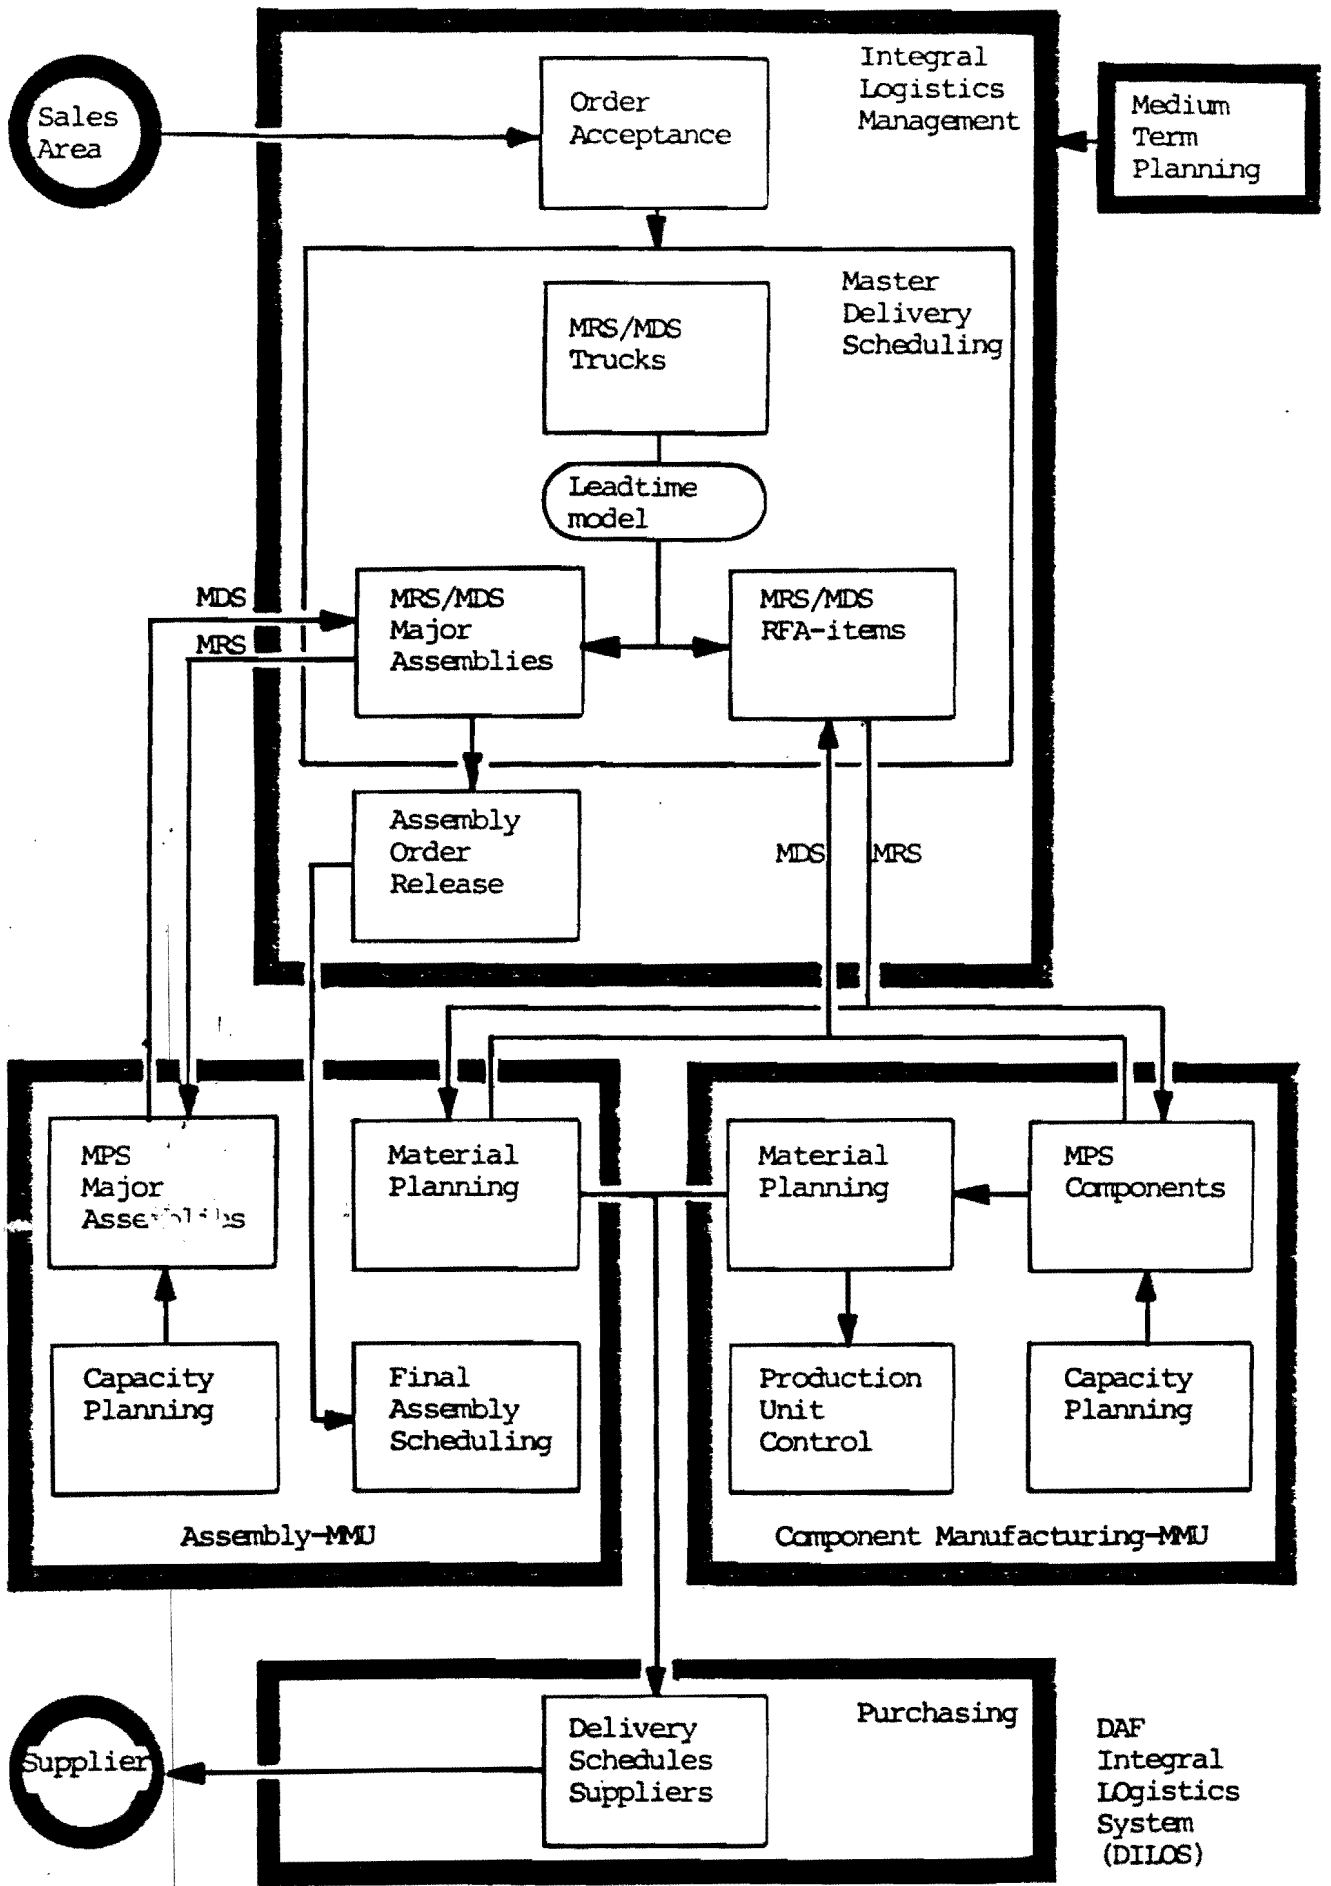 Sales
Area
Order
Acceptance
Integral
Logistics
Management
Medium
Term
Planning
Master
Delivery
Scheduling
MRS/MDS
Trucks
Leadtime
model
MDS
MRS
MRS/MDS
Major
Assemblies
MRS/MDS
RFA-items
Assembly
Order
Release
MDS
MRS
MPS
Major
Assemblies
Material
Planning
Material
Planning
MPS
Components
Capacity
Planning
Final
Assembly
Scheduling
Production
Unit
Control
Capacity
Planning
Assembly-MMU
Component Manufacturing-MMU
Supplier
Delivery
Schedules
Suppliers
Purchasing
DAF
Integral
LOgistics
System
(DILOS)